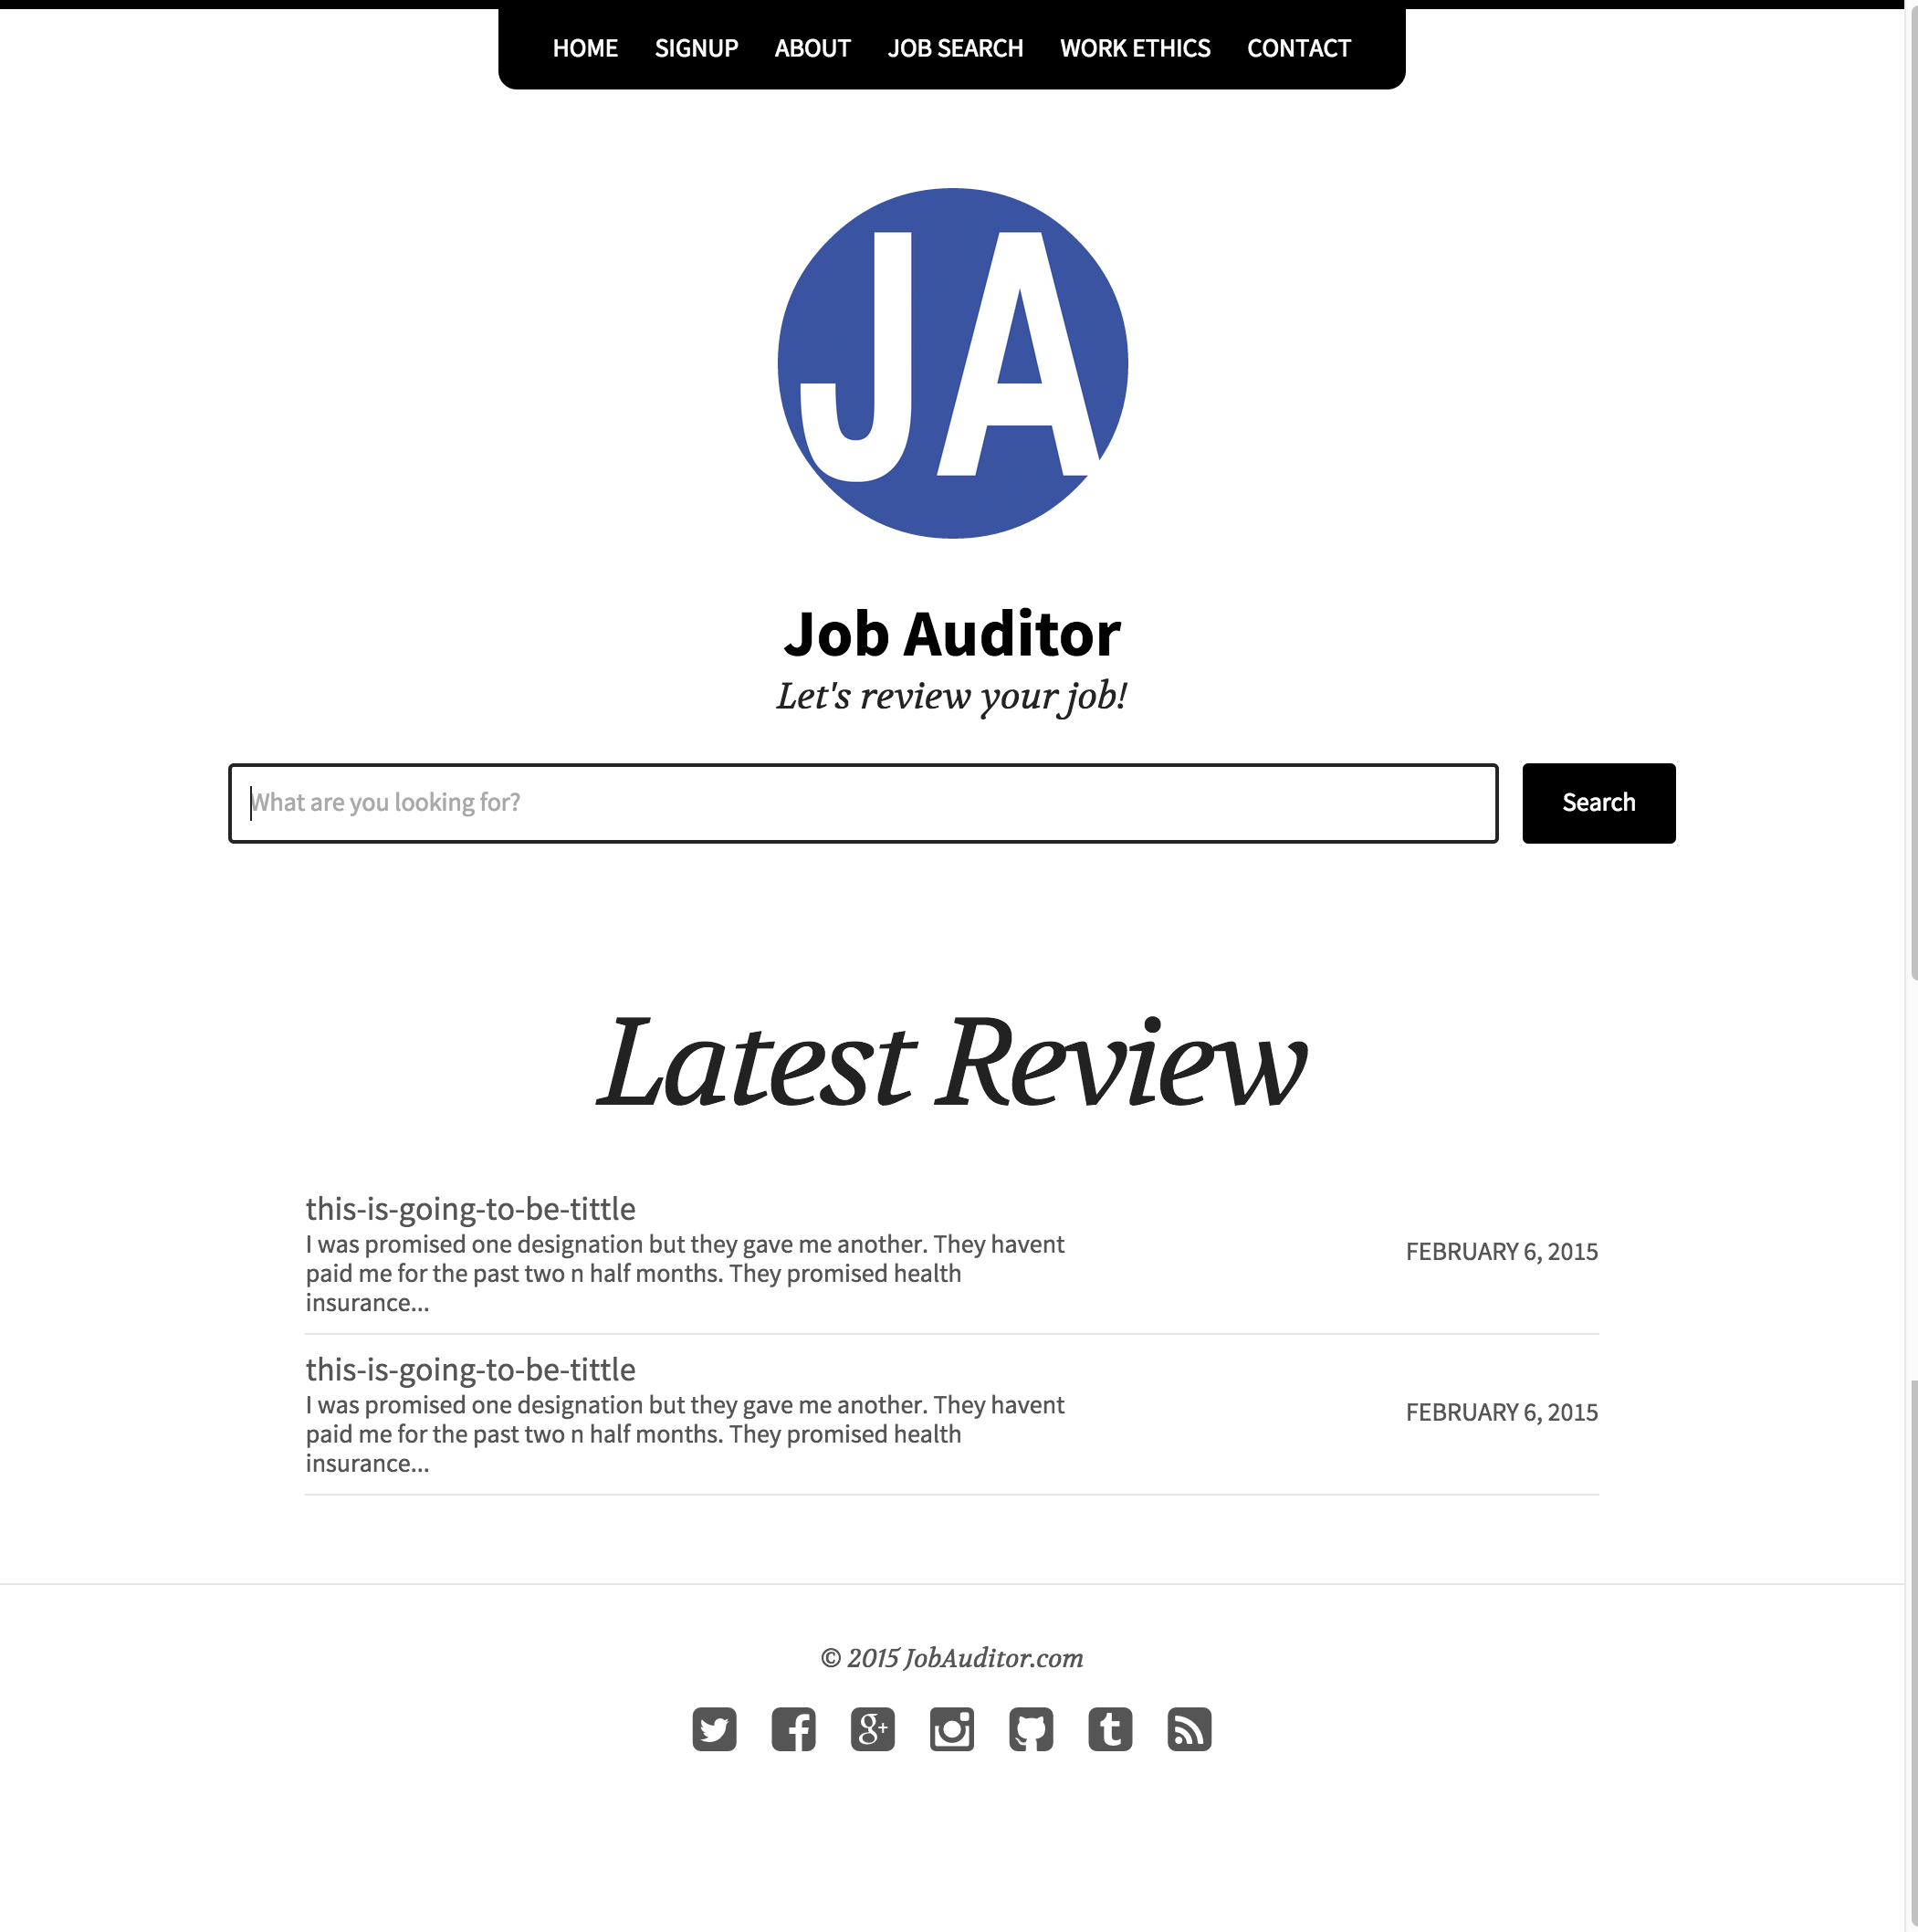 HOME SIGNUP ABOUT JOB SEARCH WORK ETHICS CONTACT
JA
Job Auditor
Let's review your job!
What are you looking for?
Search
Latest Review
this-is-going-to-be-tittle
I was promised one designation but they gave me another. They havent
paid me for the past two n half months. They promised health
insurance...
FEBRUARY 6, 2015
this-is-going-to-be-tittle
I was promised one designation but they gave me another. They havent
paid me for the past two n half months. They promised health
insurance...
FEBRUARY 6, 2015
© 2015 JobAuditor.com